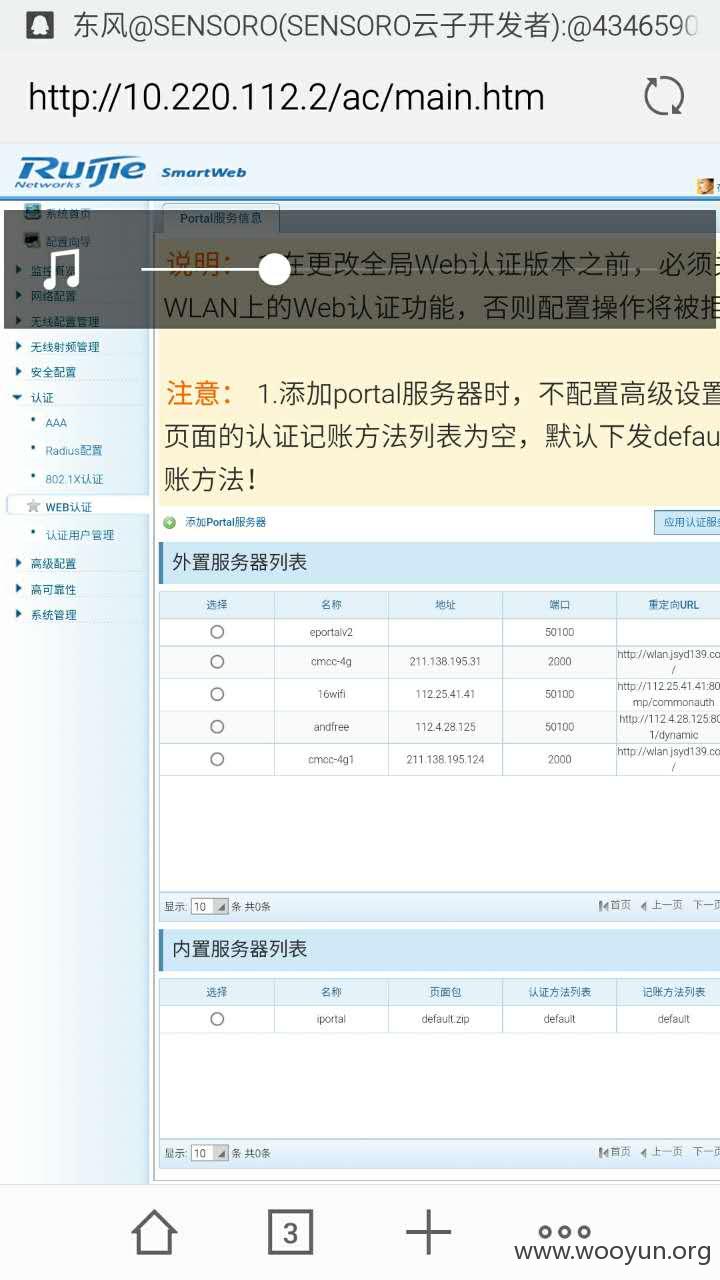 东风@SENSORO(SENSORO云子开发者):@4346590
http://10.220.112.2/ac/main.htm
Ruijie
Networks
SmartWeb
系统首页
Portal服务信息
配置向导
说明：
在更改全局Web认证版本之前，必须
监控概览
网络配置
WLAN上的Web认证功能，否则配置操作将被拒
无线配置管理
无线射频管理
安全配置
认证
AAA
Radius配置
802.1X认证
WEB认证
认证用户管理
高级配置
高可靠性
系统管理
注意： 1.添加portal服务器时，不配置高级设置
页面的认证记账方法列表为空，默认下发defau
账方法！
添加Portal服务器
应用认证服
外置服务器列表
选择 名称 地址 端口 重定向URL
eportalv2 50100
cmcc-4g 211.138.195.31 2000 http://wlan.jsyd139.co
/
16wifi 112.25.41.41 50100 http://112.25.41.41:80
mp/commonauth
andfree 112.4.28.125 50100 http://112.4.28.125:80
1/dynamic
cmcc-4g1 211.138.195.124 2000 http://wlan.jsyd139.co
/
显示: 10 条 共0条 首页 上一页 下一页
内置服务器列表
选择 名称 页面包 认证方法列表 记账方法列表
iportal default.zip default default
显示: 10 条 共0条 首页 上一页 下一页
3
www.wooyun.org